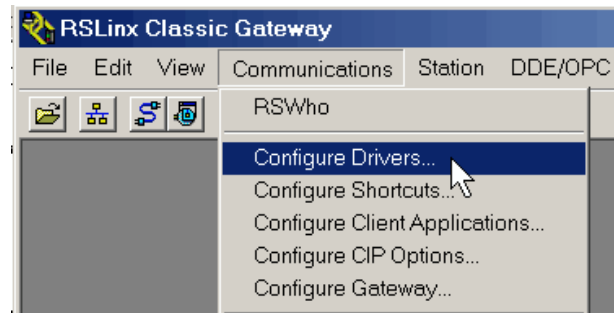 RSLinx Classic Gateway
File Edit View Communications Station DDE/OPC
RSWho
Configure Drivers...
Configure Shortcuts...
Configure Client Applications...
Configure CIP Options...
Configure Gateway...